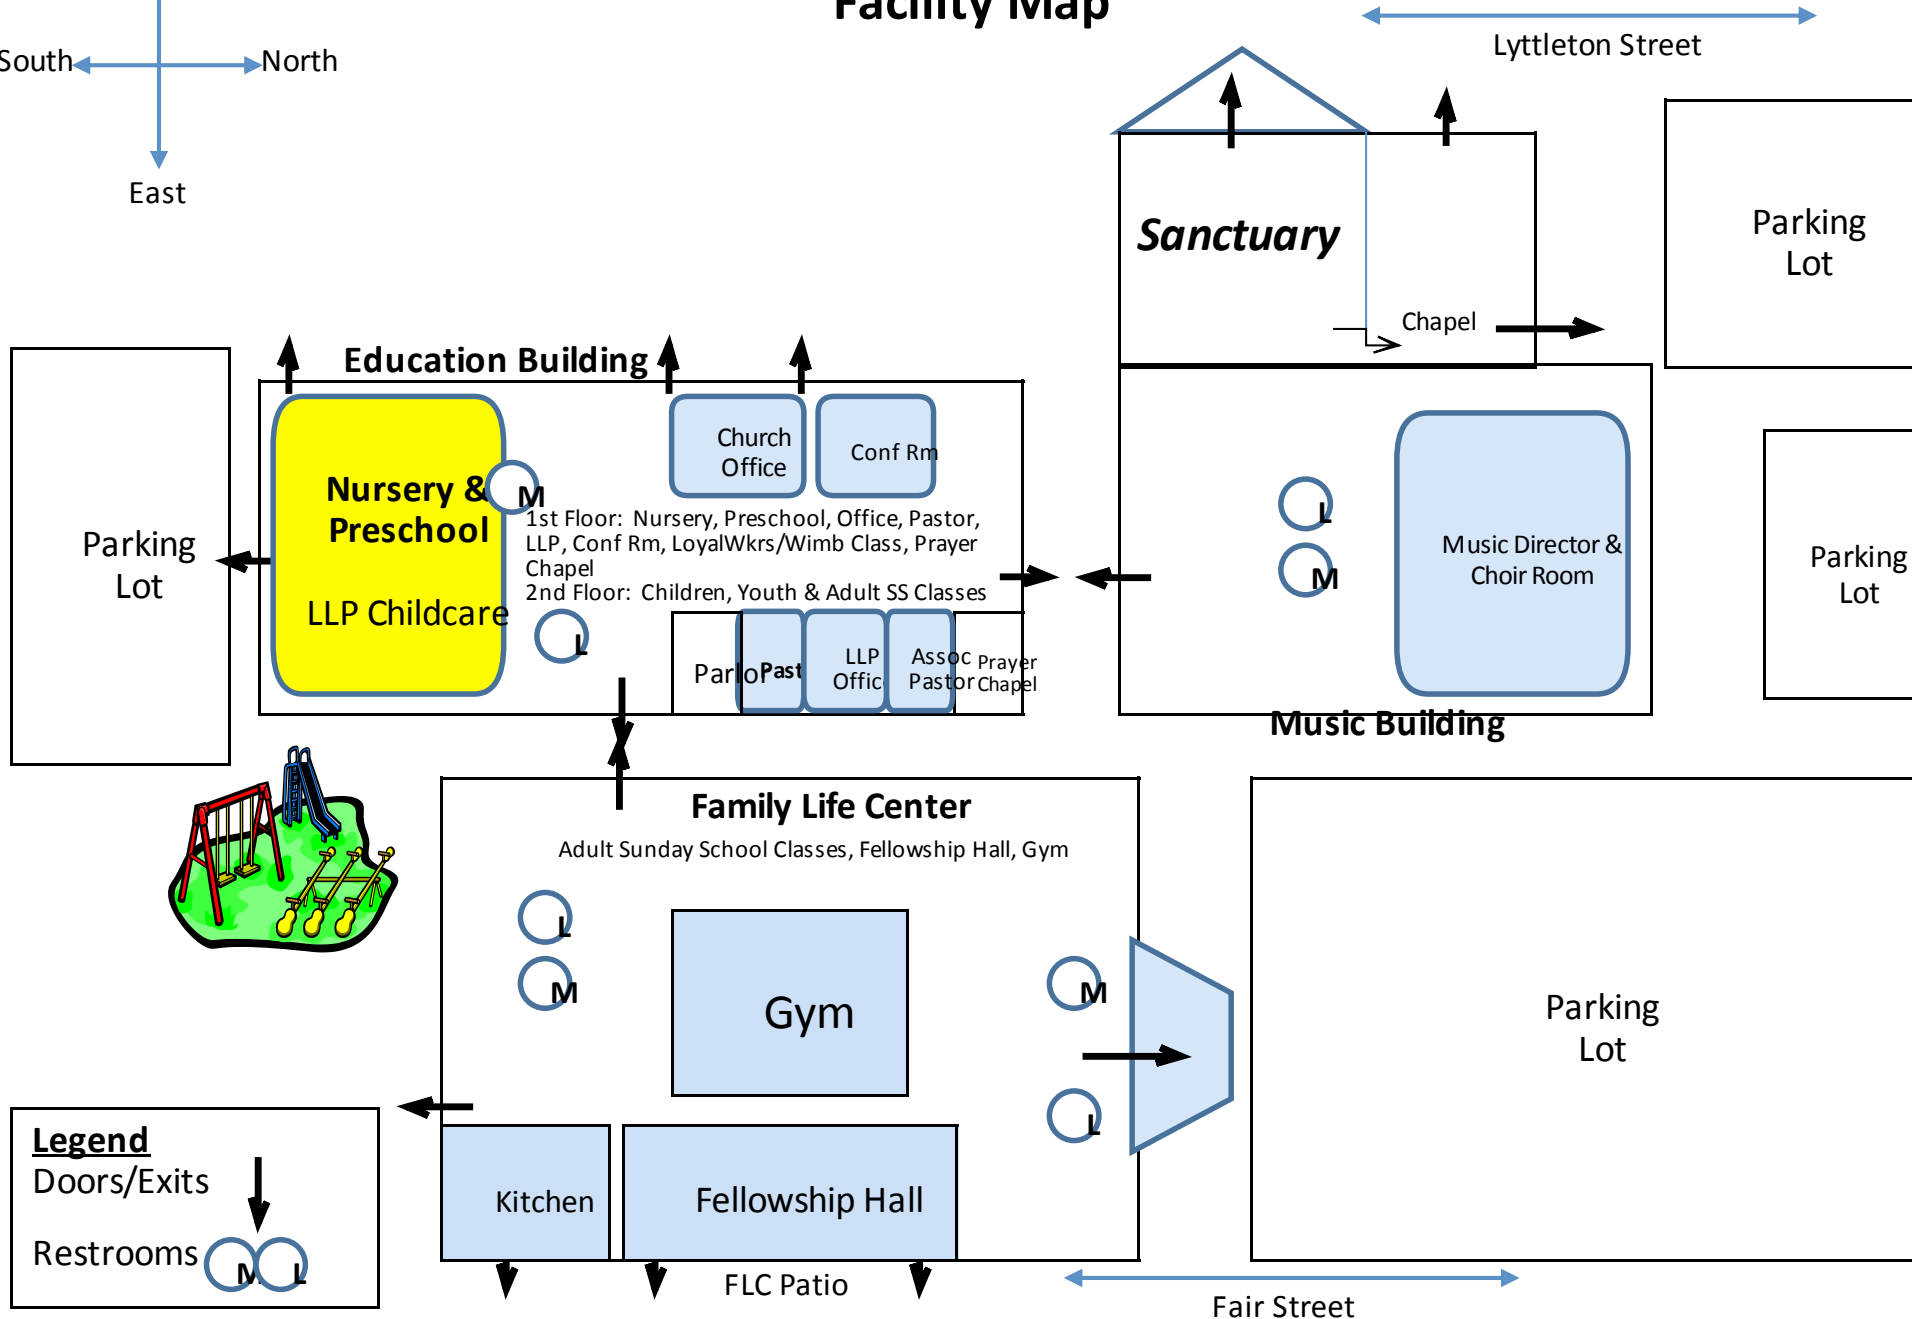 Facility Map
South
North
East
Lyttleton Street
Sanctuary
Chapel
Parking
Lot
Education Building
Parking
Lot
Nursery &
Preschool
LLP Childcare
M
L
Church
Office
Conf Rm
1st Floor: Nursery, Preschool, Office, Pastor,
LLP, Conf Rm, LoyalWkrs/Wimb Class, Prayer
Chapel
2nd Floor: Children, Youth & Adult SS Classes
Parlor
Past
LLP
Offic
Assoc
Pastor
Prayer
Chapel
L
M
Music Director &
Choir Room
Music Building
Parking
Lot
Family Life Center
Adult Sunday School Classes, Fellowship Hall, Gym
L
M
Gym
M
L
Parking
Lot
Kitchen
Fellowship Hall
FLC Patio
Fair Street
Legend
Doors/Exits
Restrooms
M
L